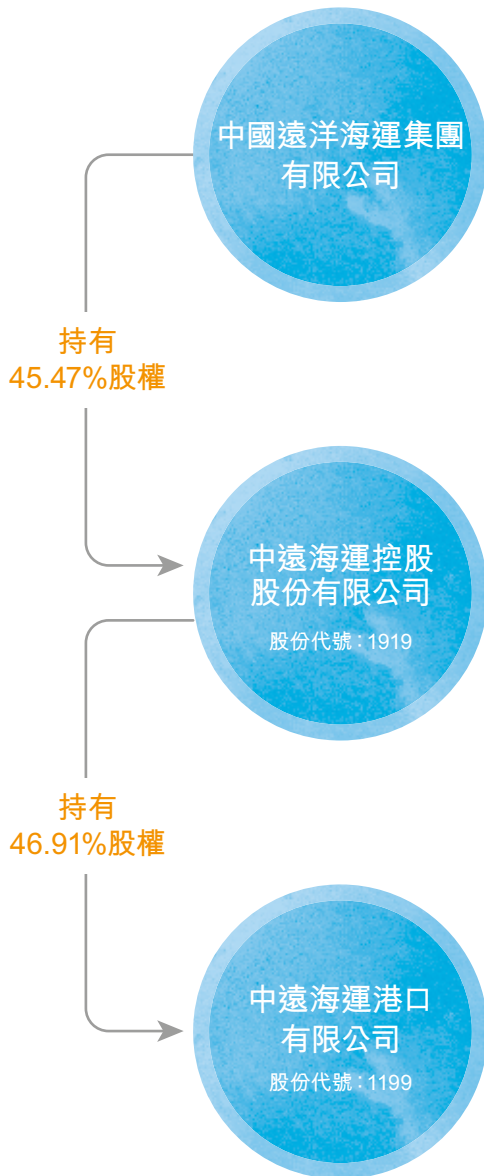 中國遠洋海運集團
有限公司
持有
45.47%股權
中遠海運控股
股份有限公司
股份代號：1919
持有
46.91%股權
中遠海運港口
有限公司
股份代號：1199